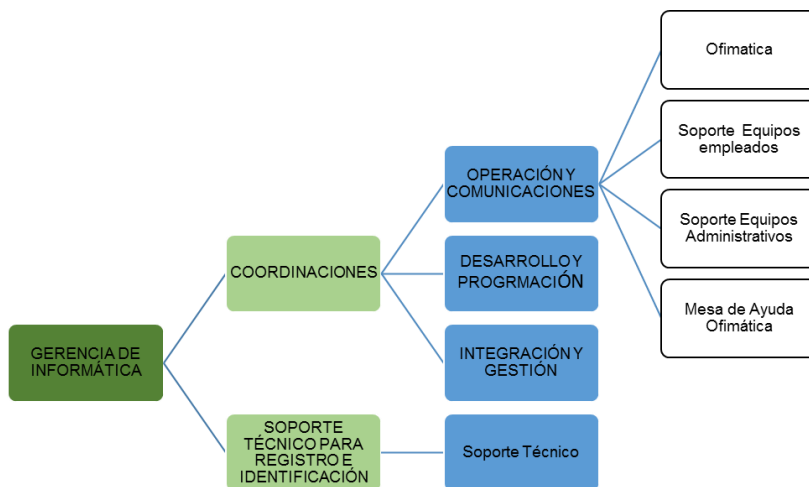 GERENCIA DE
INFORMÁTICA
COORDINACIONES
OPERACIÓN Y
COMUNICACIONES
Ofimatica
Soporte Equipos
empleados
Soporte Equipos
Administrativos
Mesa de Ayuda
Ofimática
DESARROLLO Y
PROGRMACIÓN
INTEGRACIÓN Y
GESTIÓN
SOPORTE
TÉCNICO PARA
REGISTRO E
IDENTIFICACIÓN
Soporte Técnico